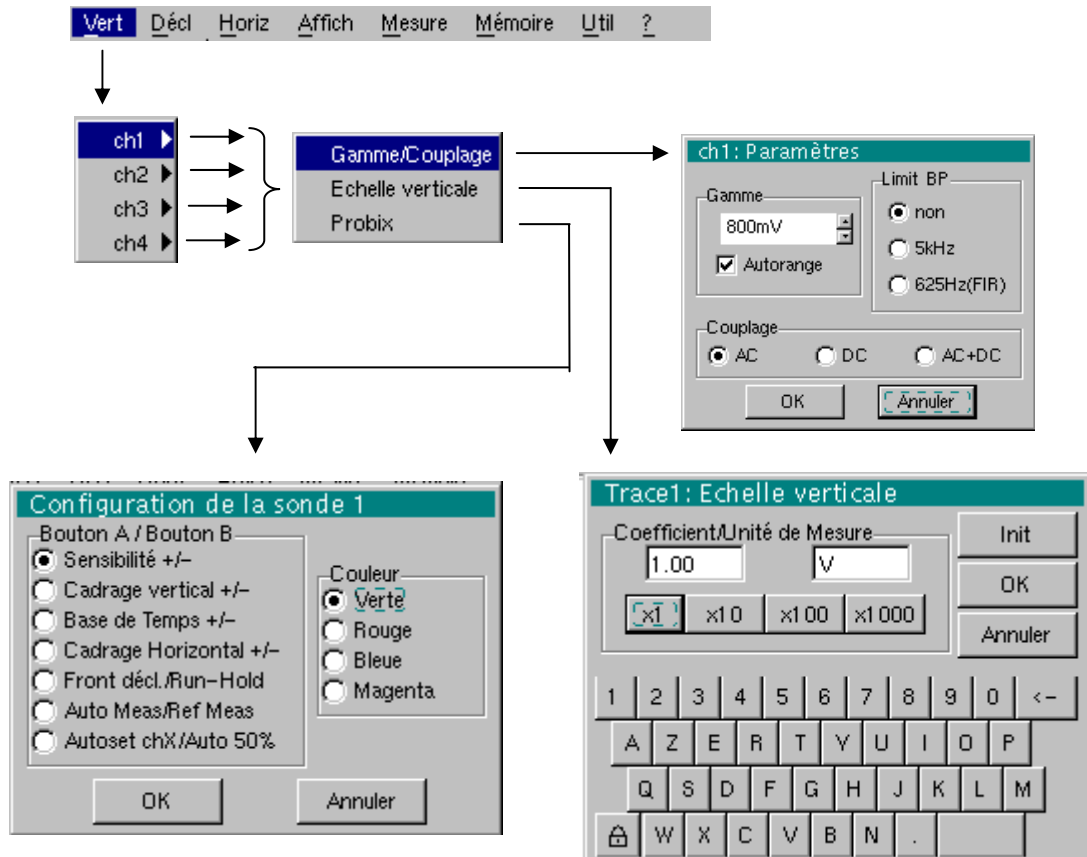 Vert Décl Horiz Affich Mesure Mémoire Util ?
ch1
ch2
ch3
ch4
Gamme/Couplage
Echelle verticale
Probix
ch1: Paramètres
Gamme
800mV
Autorange
Limit BP
non
5kHz
625Hz(FIR)
Couplage
AC DC AC+DC
OK Annuler
Configuration de la sonde 1
Bouton A / Bouton B
Sensibilité +/-
Cadrage vertical +/-
Base de Temps +/-
Cadrage Horizontal +/-
Front décl./Run-Hold
Auto Meas/Ref Meas
Autoset chX/Auto 50%
Couleur
Verte
Rouge
Bleue
Magenta
OK Annuler
Trace1: Echelle verticale
Coefficient/Unité de Mesure
1.00 V
x1 x10 x100 x1000
Init
OK
Annuler
1 2 3 4 5 6 7 8 9 0 <-
A Z E R T Y U I O P
Q S D F G H J K L M
W X C V B N .